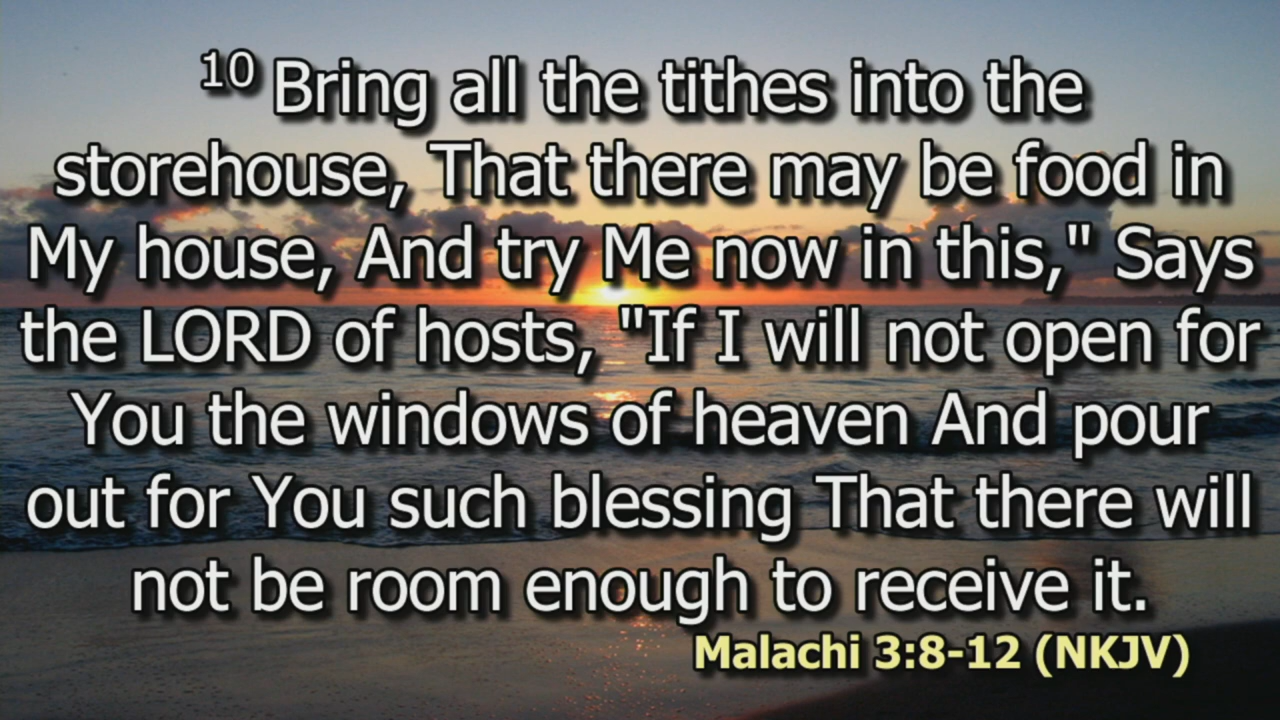 10 Bring all the tithes into the
storehouse, That there may be food in
My house, And try Me now in this," Says
the LORD of hosts, "If I will not open for
You the windows of heaven And pour
out for You such blessing That there will
not be room enough to receive it.
Malachi 3:8-12 (NKJV)